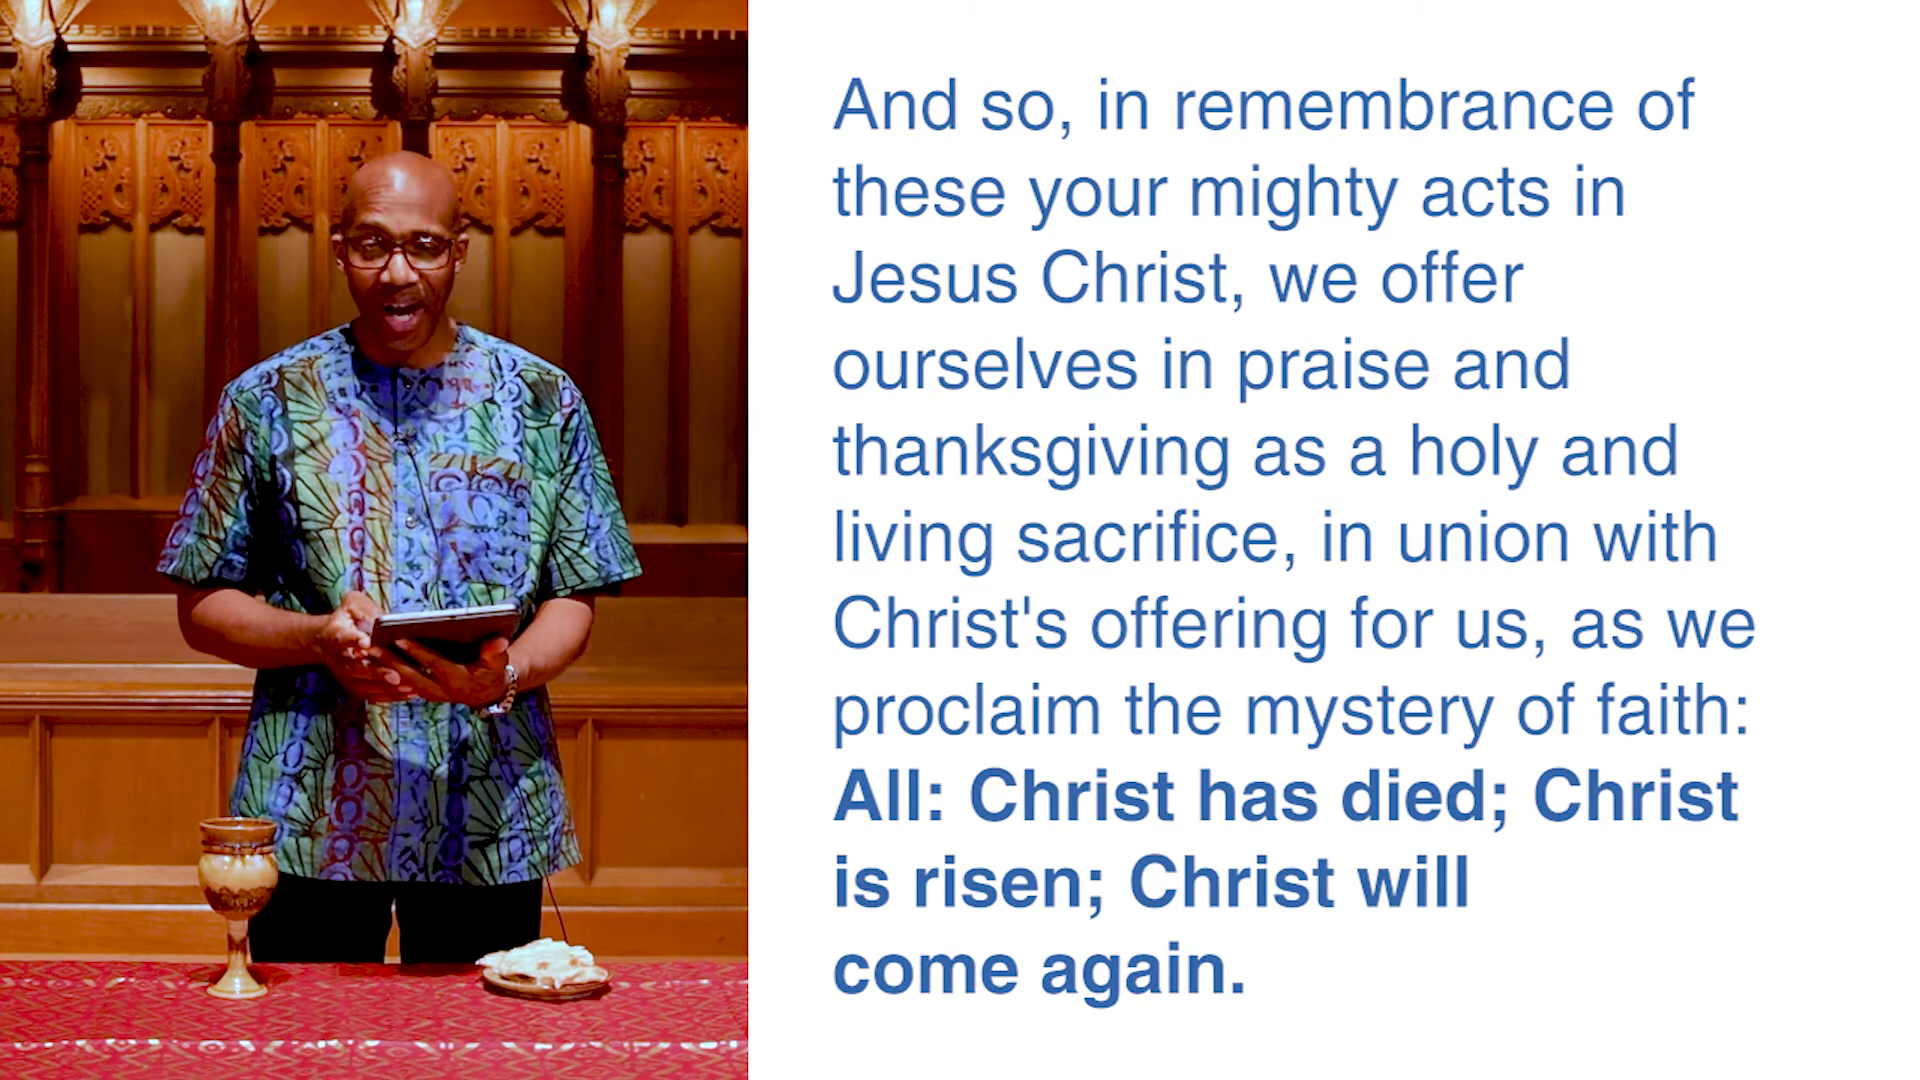 And so, in remembrance of
these your mighty acts in
Jesus Christ, we offer
ourselves in praise and
thanksgiving as a holy and
living sacrifice, in union with
Christ's offering for us, as we
proclaim the mystery of faith:
All: Christ has died; Christ
is risen; Christ will
come again.